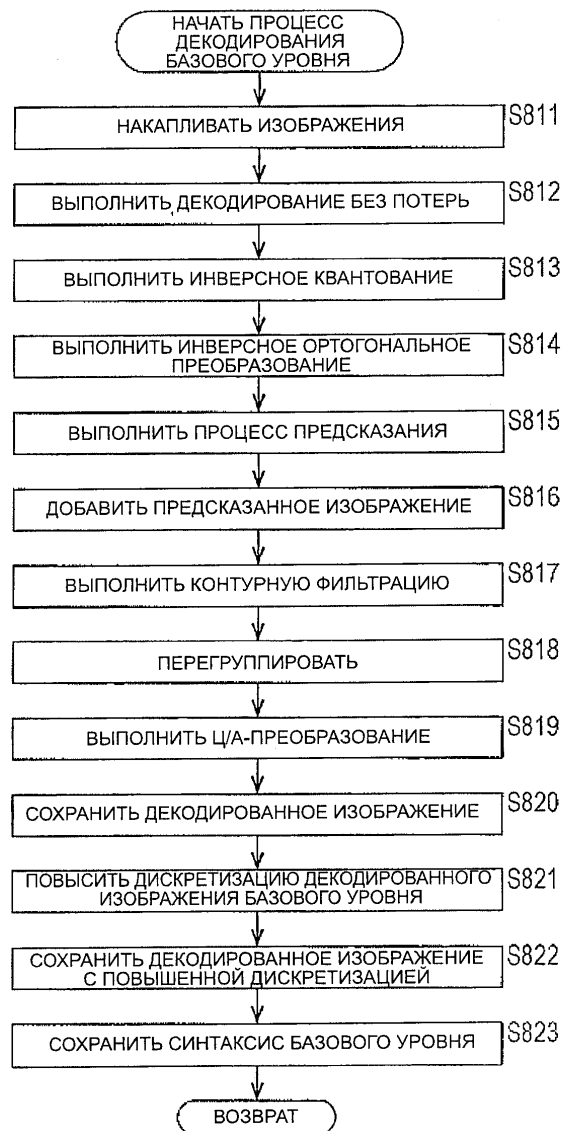 НАЧАТЬ ПРОЦЕСС
ДЕКОДИРОВАНИЯ
БАЗОВОГО УРОВНЯ
S811
НАКАПЛИВАТЬ ИЗОБРАЖЕНИЯ
S812
ВЫПОЛНИТЬ ДЕКОДИРОВАНИЕ БЕЗ ПОТЕРЬ
S813
ВЫПОЛНИТЬ ИНВЕРСНОЕ КВАНТОВАНИЕ
S814
ВЫПОЛНИТЬ ИНВЕРСНОЕ ОРТОГОНАЛЬНОЕ
ПРЕОБРАЗОВАНИЕ
S815
ВЫПОЛНИТЬ ПРОЦЕСС ПРЕДСКАЗАНИЯ
S816
ДОБАВИТЬ ПРЕДСКАЗАННОЕ ИЗОБРАЖЕНИЕ
S817
ВЫПОЛНИТЬ КОНТУРНУЮ ФИЛЬТРАЦИЮ
S818
ПЕРЕГРУППИРОВАТЬ
S819
ВЫПОЛНИТЬ Ц/А-ПРЕОБРАЗОВАНИЕ
S820
СОХРАНИТЬ ДЕКОДИРОВАННОЕ ИЗОБРАЖЕНИЕ
S821
ПОВЫСИТЬ ДИСКРЕТИЗАЦИЮ ДЕКОДИРОВАННОГО
ИЗОБРАЖЕНИЯ БАЗОВОГО УРОВНЯ
S822
СОХРАНИТЬ ДЕКОДИРОВАННОЕ ИЗОБРАЖЕНИЕ
С ПОВЫШЕННОЙ ДИСКРЕТИЗАЦИЕЙ
S823
СОХРАНИТЬ СИНТАКСИС БАЗОВОГО УРОВНЯ
ВОЗВРАТ